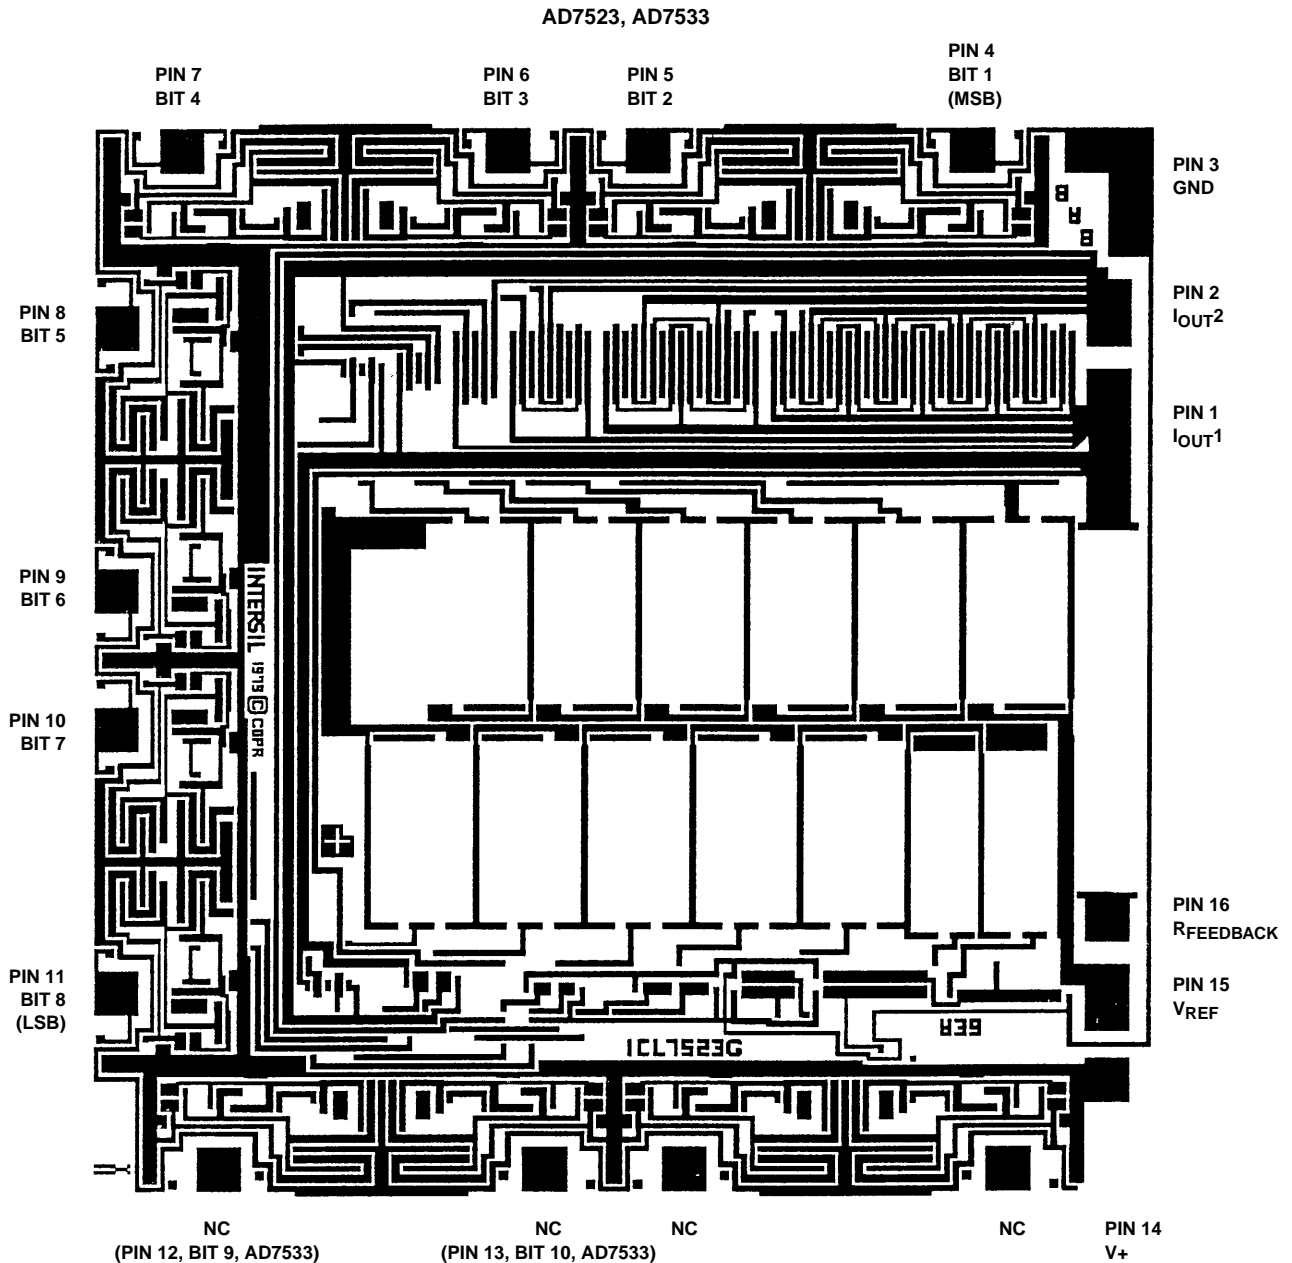 AD7523, AD7533
PIN 7
BIT 4
PIN 6
BIT 3
PIN 5
BIT 2
PIN 4
BIT 1
(MSB)
PIN 3
GND
B
R
B
PIN 2
IOUT2
PIN 1
IOUT1
PIN 8
BIT 5
PIN 9
BIT 6
PIN 10
BIT 7
PIN 11
BIT 8
(LSB)
INTERSIL 1979 © COPR
PIN 16
RFEEDBACK
PIN 15
VREF
ICL7523G
GER
NC
(PIN 12, BIT 9, AD7533)
NC
(PIN 13, BIT 10, AD7533)
NC
NC
PIN 14
V+